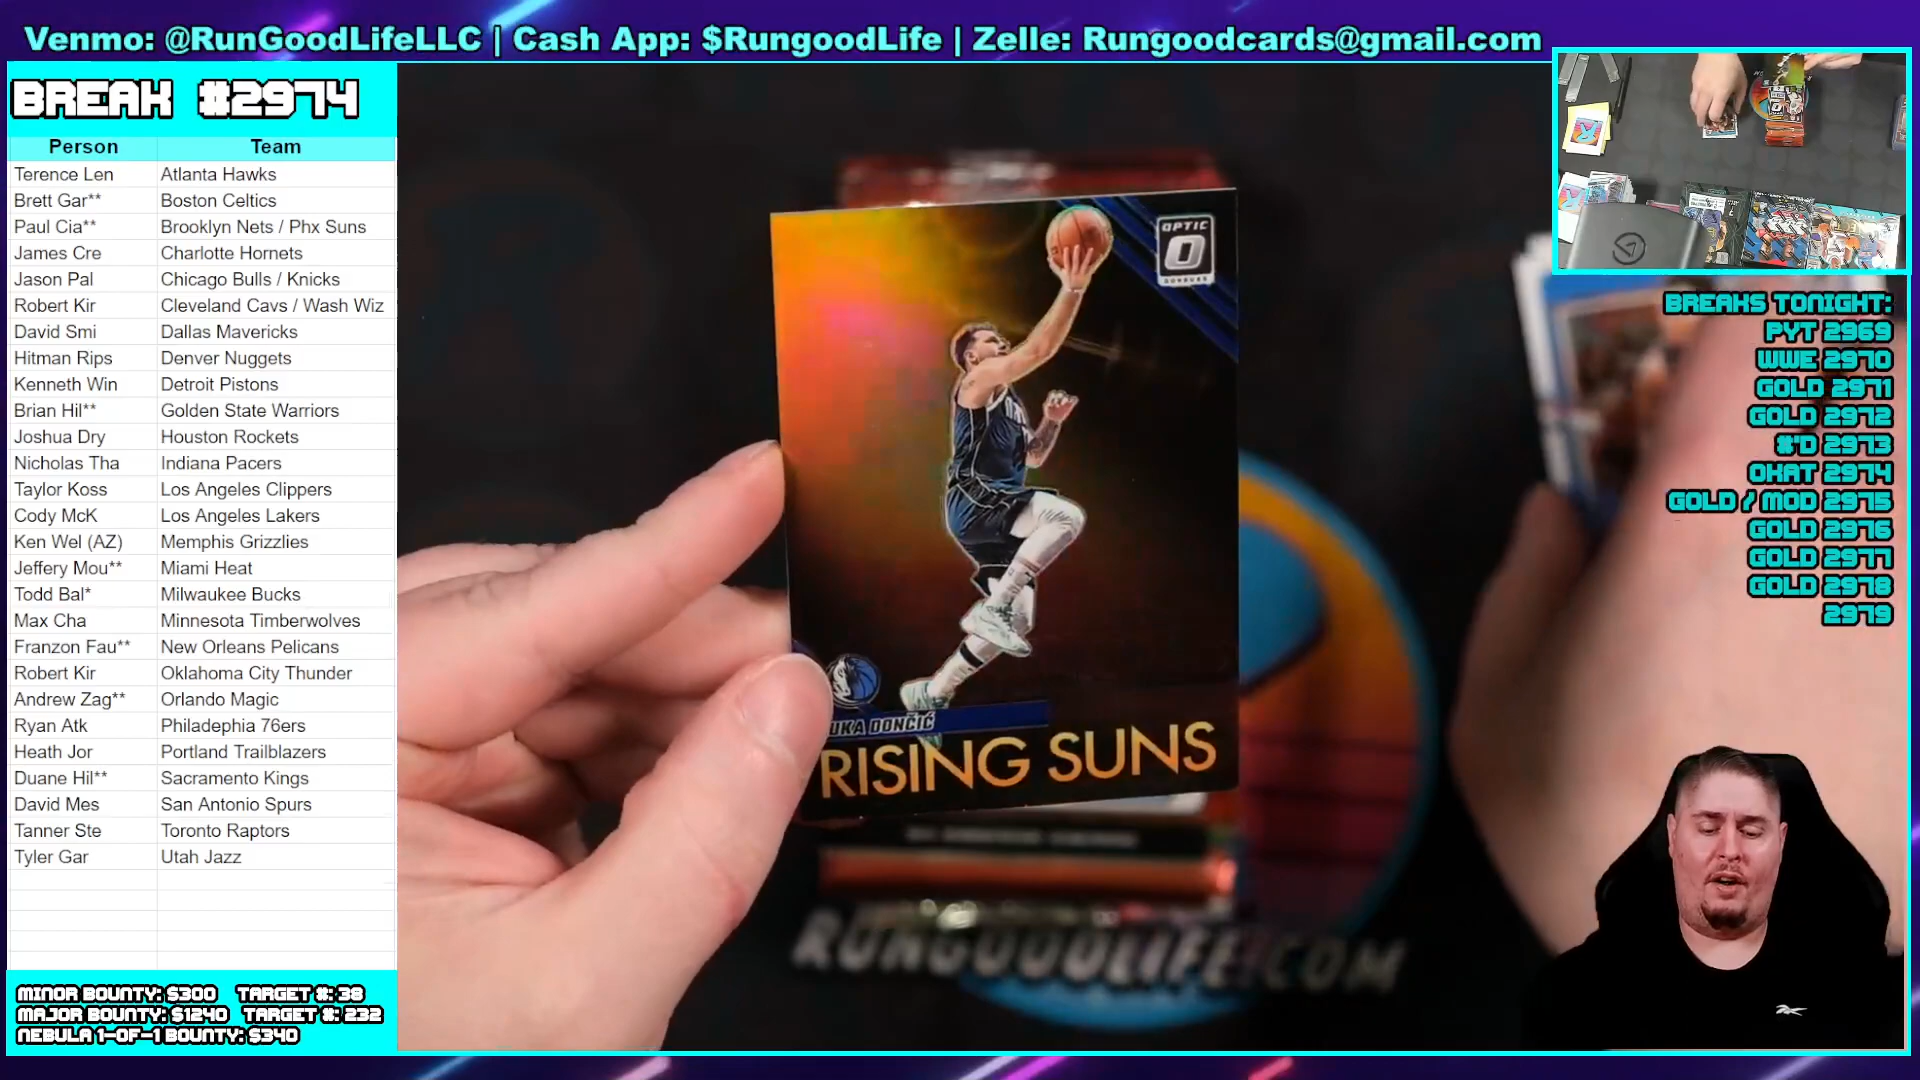 Venmo: @RunGoodLifeLLC | Cash App: $RungoodLife | Zelle: Rungoodcards@gmail.com
BREAK #2974
Person Team
Terence Len Atlanta Hawks
Brett Gar** Boston Celtics
Paul Cia** Brooklyn Nets / Phx Suns
James Cre Charlotte Hornets
Jason Pal Chicago Bulls / Knicks
Robert Kir Cleveland Cavs / Wash Wiz
David Smi Dallas Mavericks
Hitman Rips Denver Nuggets
Kenneth Win Detroit Pistons
Brian Hil** Golden State Warriors
Joshua Dry Houston Rockets
Nicholas Tha Indiana Pacers
Taylor Koss Los Angeles Clippers
Cody McK Los Angeles Lakers
Ken Wel (AZ) Memphis Grizzlies
Jeffery Mou** Miami Heat
Todd Bal* Milwaukee Bucks
Max Cha Minnesota Timberwolves
Franzon Fau** New Orleans Pelicans
Robert Kir Oklahoma City Thunder
Andrew Zag** Orlando Magic
Ryan Atk Philadephia 76ers
Heath Jor Portland Trailblazers
Duane Hil** Sacramento Kings
David Mes San Antonio Spurs
Tanner Ste Toronto Raptors
Tyler Gar Utah Jazz
MINOR BOUNTY: $300 TARGET #: 38
MAJOR BOUNTY: $1240 TARGET #: 232
NEBULA 1-OF-1 BOUNTY: $340
OPTIC
DONRUSS
UKA DONČIĆ
RISING SUNS
RUNGOODLIFE.COM
BREAKS TONIGHT:
PYT 2969
WWE 2970
GOLD 2971
GOLD 2972
#'D 2973
OKAT 2974
GOLD / MOD 2975
GOLD 2976
GOLD 2977
GOLD 2978
2979